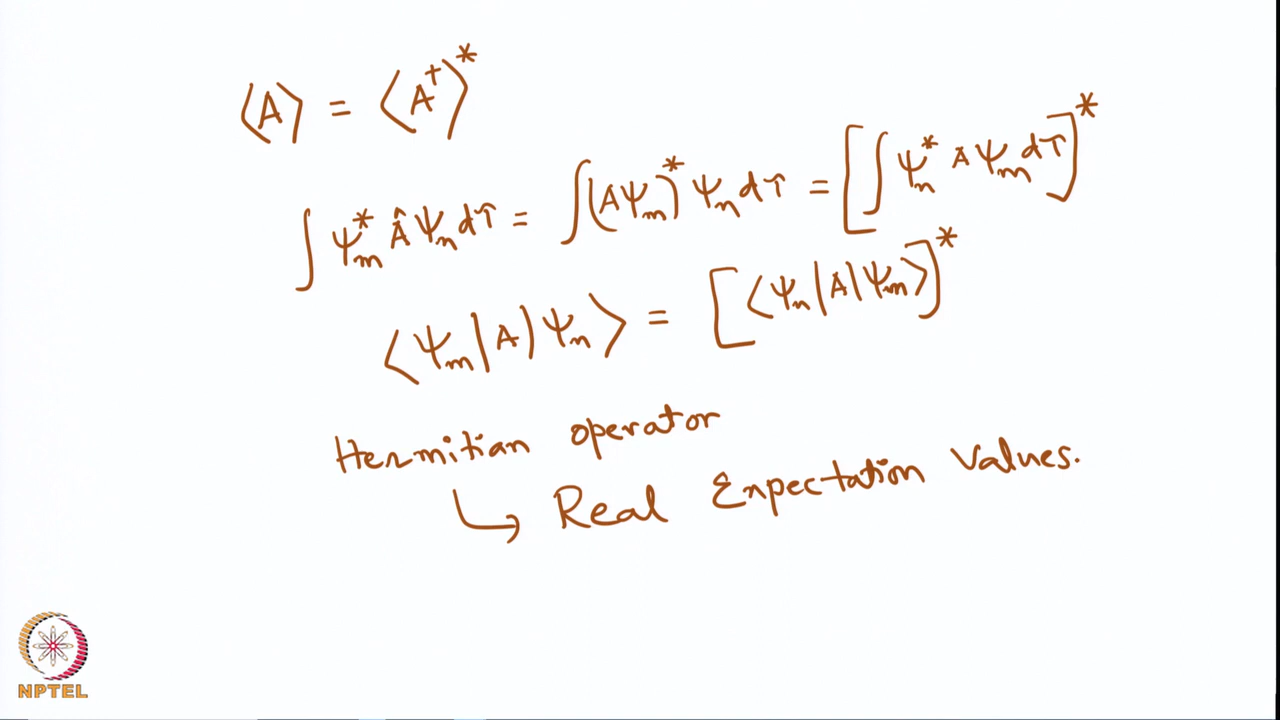 ⟨A⟩ = ⟨A†⟩*
∫ Ψm* Â Ψn dτ = ∫(AΨm)* Ψn dτ = [∫ Ψn* A Ψm dτ]*
⟨Ψm|A|Ψn⟩ = [⟨Ψn|A|Ψm⟩]*
Hermitian operator
↳ Real Expectation Values.
NPTEL